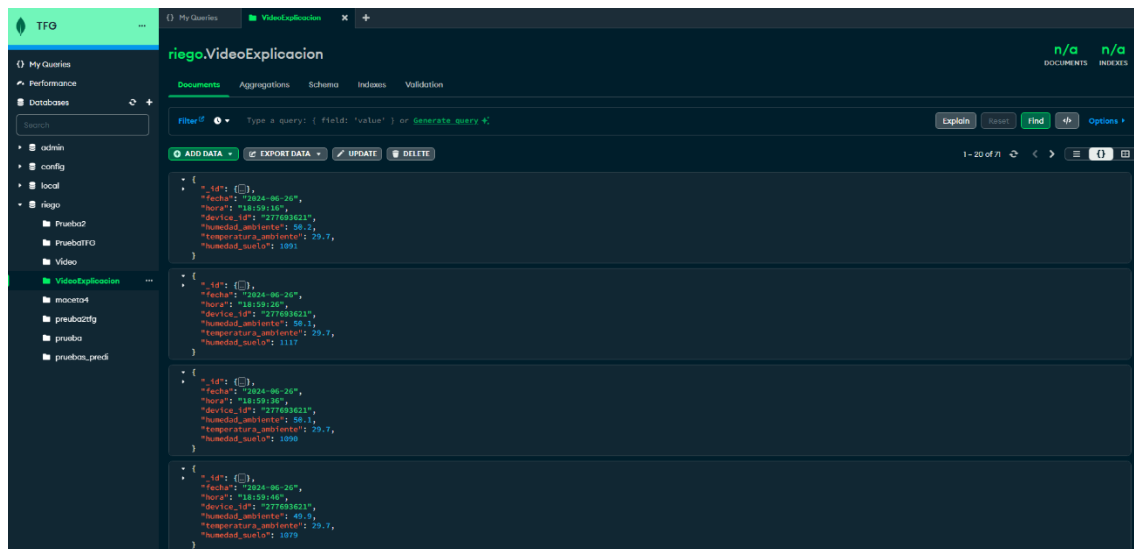 TFG ...
{} My Queries
Performance
Databases
Search
admin
config
local
riego
Prueba2
PruebaTFG
Video
VideoExplicacion ...
maceta4
preuba2tfg
prueba
pruebas_predi
{} My Queries
VideoExplicacion
riego.VideoExplicacion
n/a n/a
DOCUMENTS INDEXES
Documents Aggregations Schema Indexes Validation
Filter Type a query: { field: 'value' } or Generate query
Explain Reset Find </> Options
ADD DATA EXPORT DATA UPDATE DELETE
1 – 20 of 71 {}
{
"_id": {…},
"fecha": "2024-06-26",
"hora": "18:59:16",
"device_id": "277693621",
"humedad_ambiente": 50.2,
"temperatura_ambiente": 29.7,
"humedad_suelo": 1091
}
{
"_id": {…},
"fecha": "2024-06-26",
"hora": "18:59:26",
"device_id": "277693621",
"humedad_ambiente": 50.1,
"temperatura_ambiente": 29.7,
"humedad_suelo": 1117
}
{
"_id": {…},
"fecha": "2024-06-26",
"hora": "18:59:36",
"device_id": "277693621",
"humedad_ambiente": 50.1,
"temperatura_ambiente": 29.7,
"humedad_suelo": 1090
}
{
"_id": {…},
"fecha": "2024-06-26",
"hora": "18:59:46",
"device_id": "277693621",
"humedad_ambiente": 49.9,
"temperatura_ambiente": 29.7,
"humedad_suelo": 1079
}